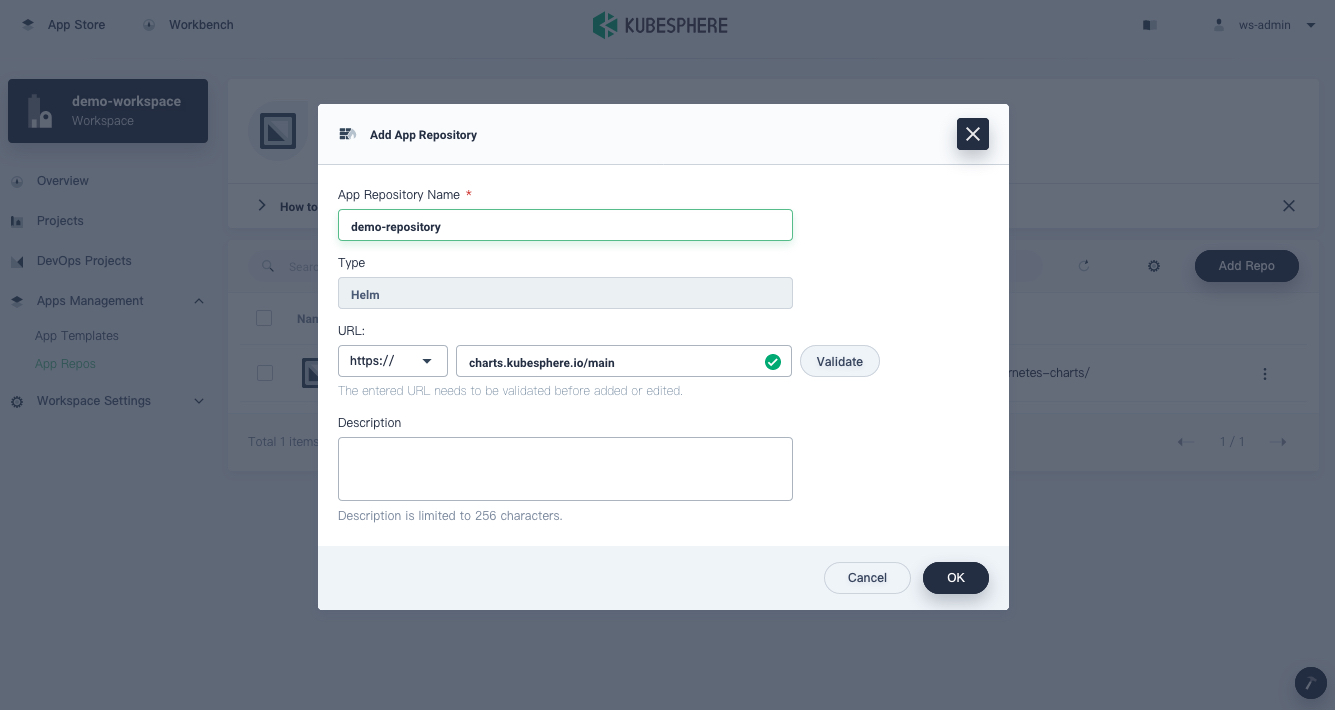 App Store
Workbench
KUBESPHERE
ws-admin
demo-workspace
Workspace
Overview
Projects
DevOps Projects
Apps Management
App Templates
App Repos
Workspace Settings
How to
Add Repo
rnetes-charts/
Total 1 items
1 / 1
Add App Repository
App Repository Name *
demo-repository
Type
Helm
URL:
https://
charts.kubesphere.io/main
Validate
The entered URL needs to be validated before added or edited.
Description
Description is limited to 256 characters.
Cancel
OK